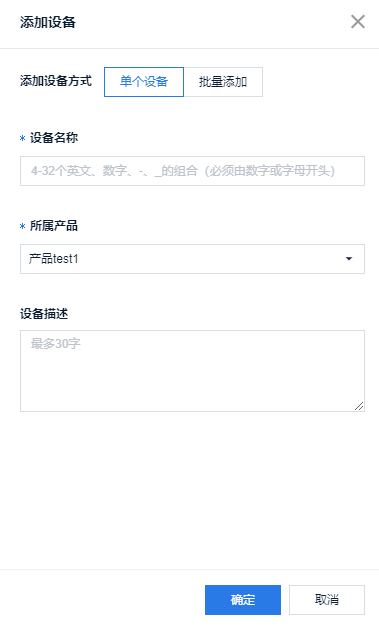 添加设备
添加设备方式 单个设备 批量添加
* 设备名称
4-32个英文、数字、-、_的组合（必须由数字或字母开头）
* 所属产品
产品test1
设备描述
最多30字
确定 取消